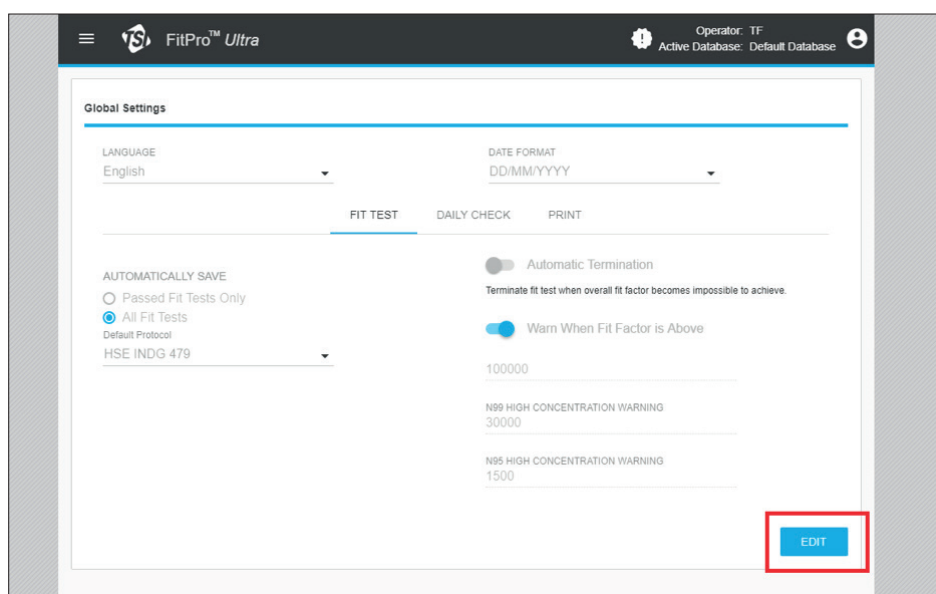 TSI FitPro™ Ultra
Operator: TF
Active Database: Default Database
Global Settings
LANGUAGE
English
DATE FORMAT
DD/MM/YYYY
FIT TEST DAILY CHECK PRINT
AUTOMATICALLY SAVE
Passed Fit Tests Only
All Fit Tests
Default Protocol
HSE INDG 479
Automatic Termination
Terminate fit test when overall fit factor becomes impossible to achieve.
Warn When Fit Factor is Above
100000
N99 HIGH CONCENTRATION WARNING
30000
N95 HIGH CONCENTRATION WARNING
1500
EDIT